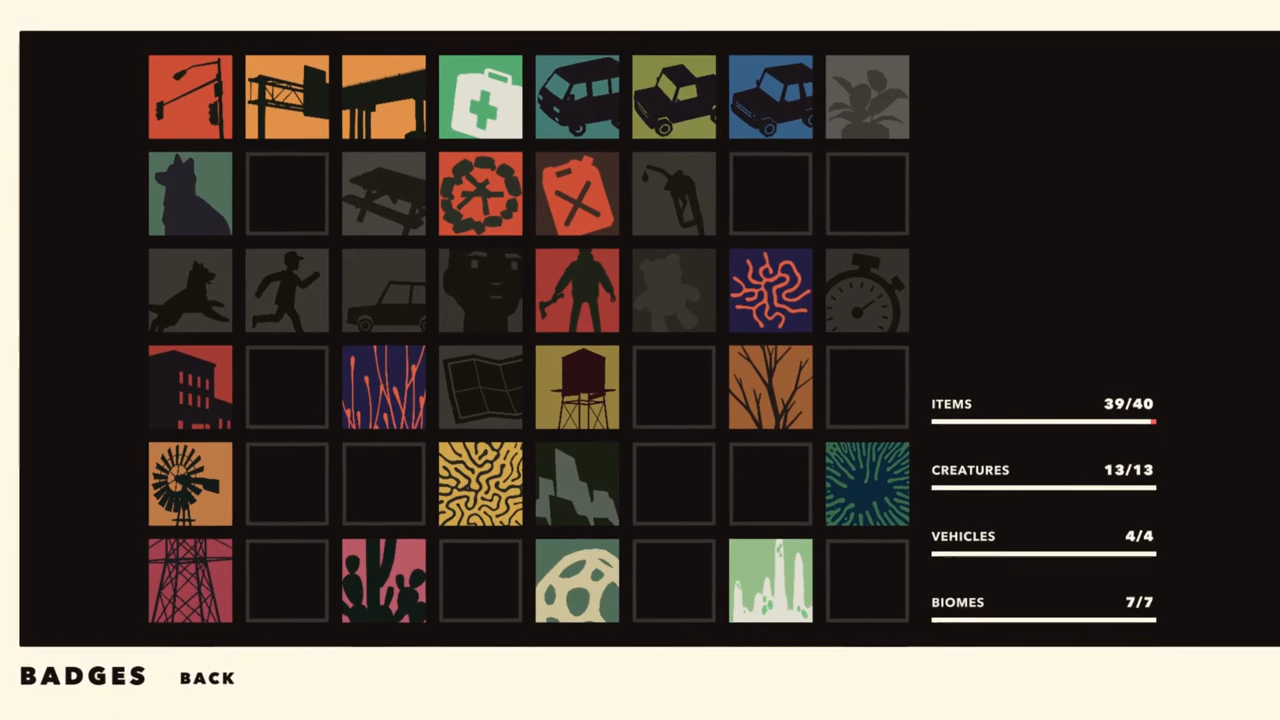 ITEMS 39/40
CREATURES 13/13
VEHICLES 4/4
BIOMES 7/7
BADGES BACK